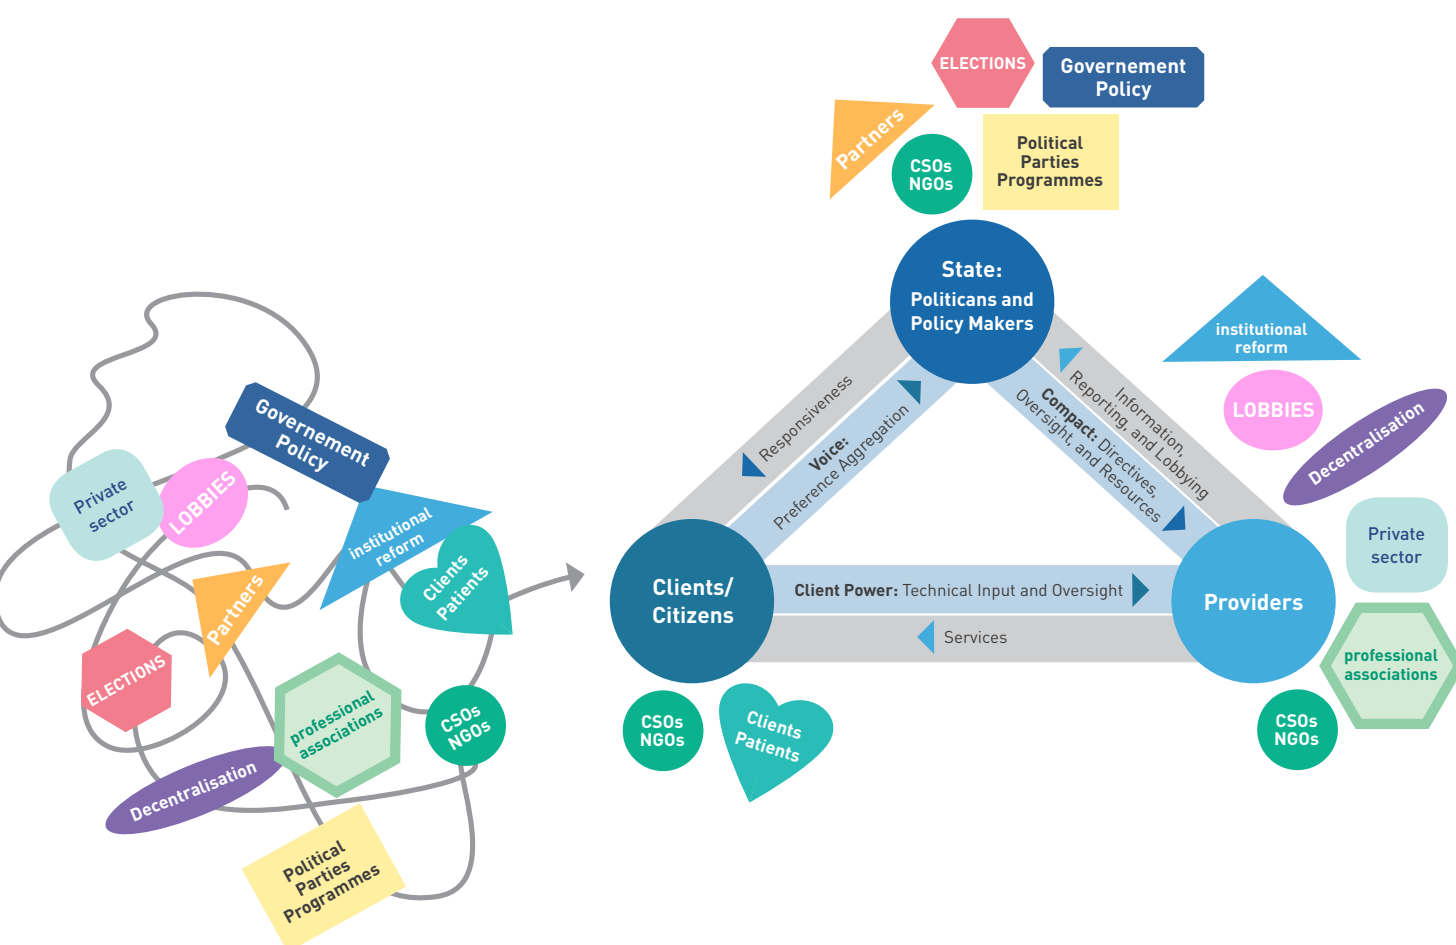 Governement
Policy
Private
sector
LOBBIES
institutional
reform
Clients
Patients
Partners
ELECTIONS
professional
associations
CSOs
NGOs
Decentralisation
Political
Parties
Programmes
ELECTIONS
Governement
Policy
Partners
CSOs
NGOs
Political
Parties
Programmes
State:
Politicans and
Policy Makers
Responsiveness
Voice:
Preference Aggregation
Compact: Directives,
Oversight, and Resources
Information,
Reporting, and Lobbying
institutional
reform
LOBBIES
Decentralisation
Private
sector
Clients/
Citizens
Client Power: Technical Input and Oversight
Services
Providers
professional
associations
CSOs
NGOs
Clients
Patients
CSOs
NGOs